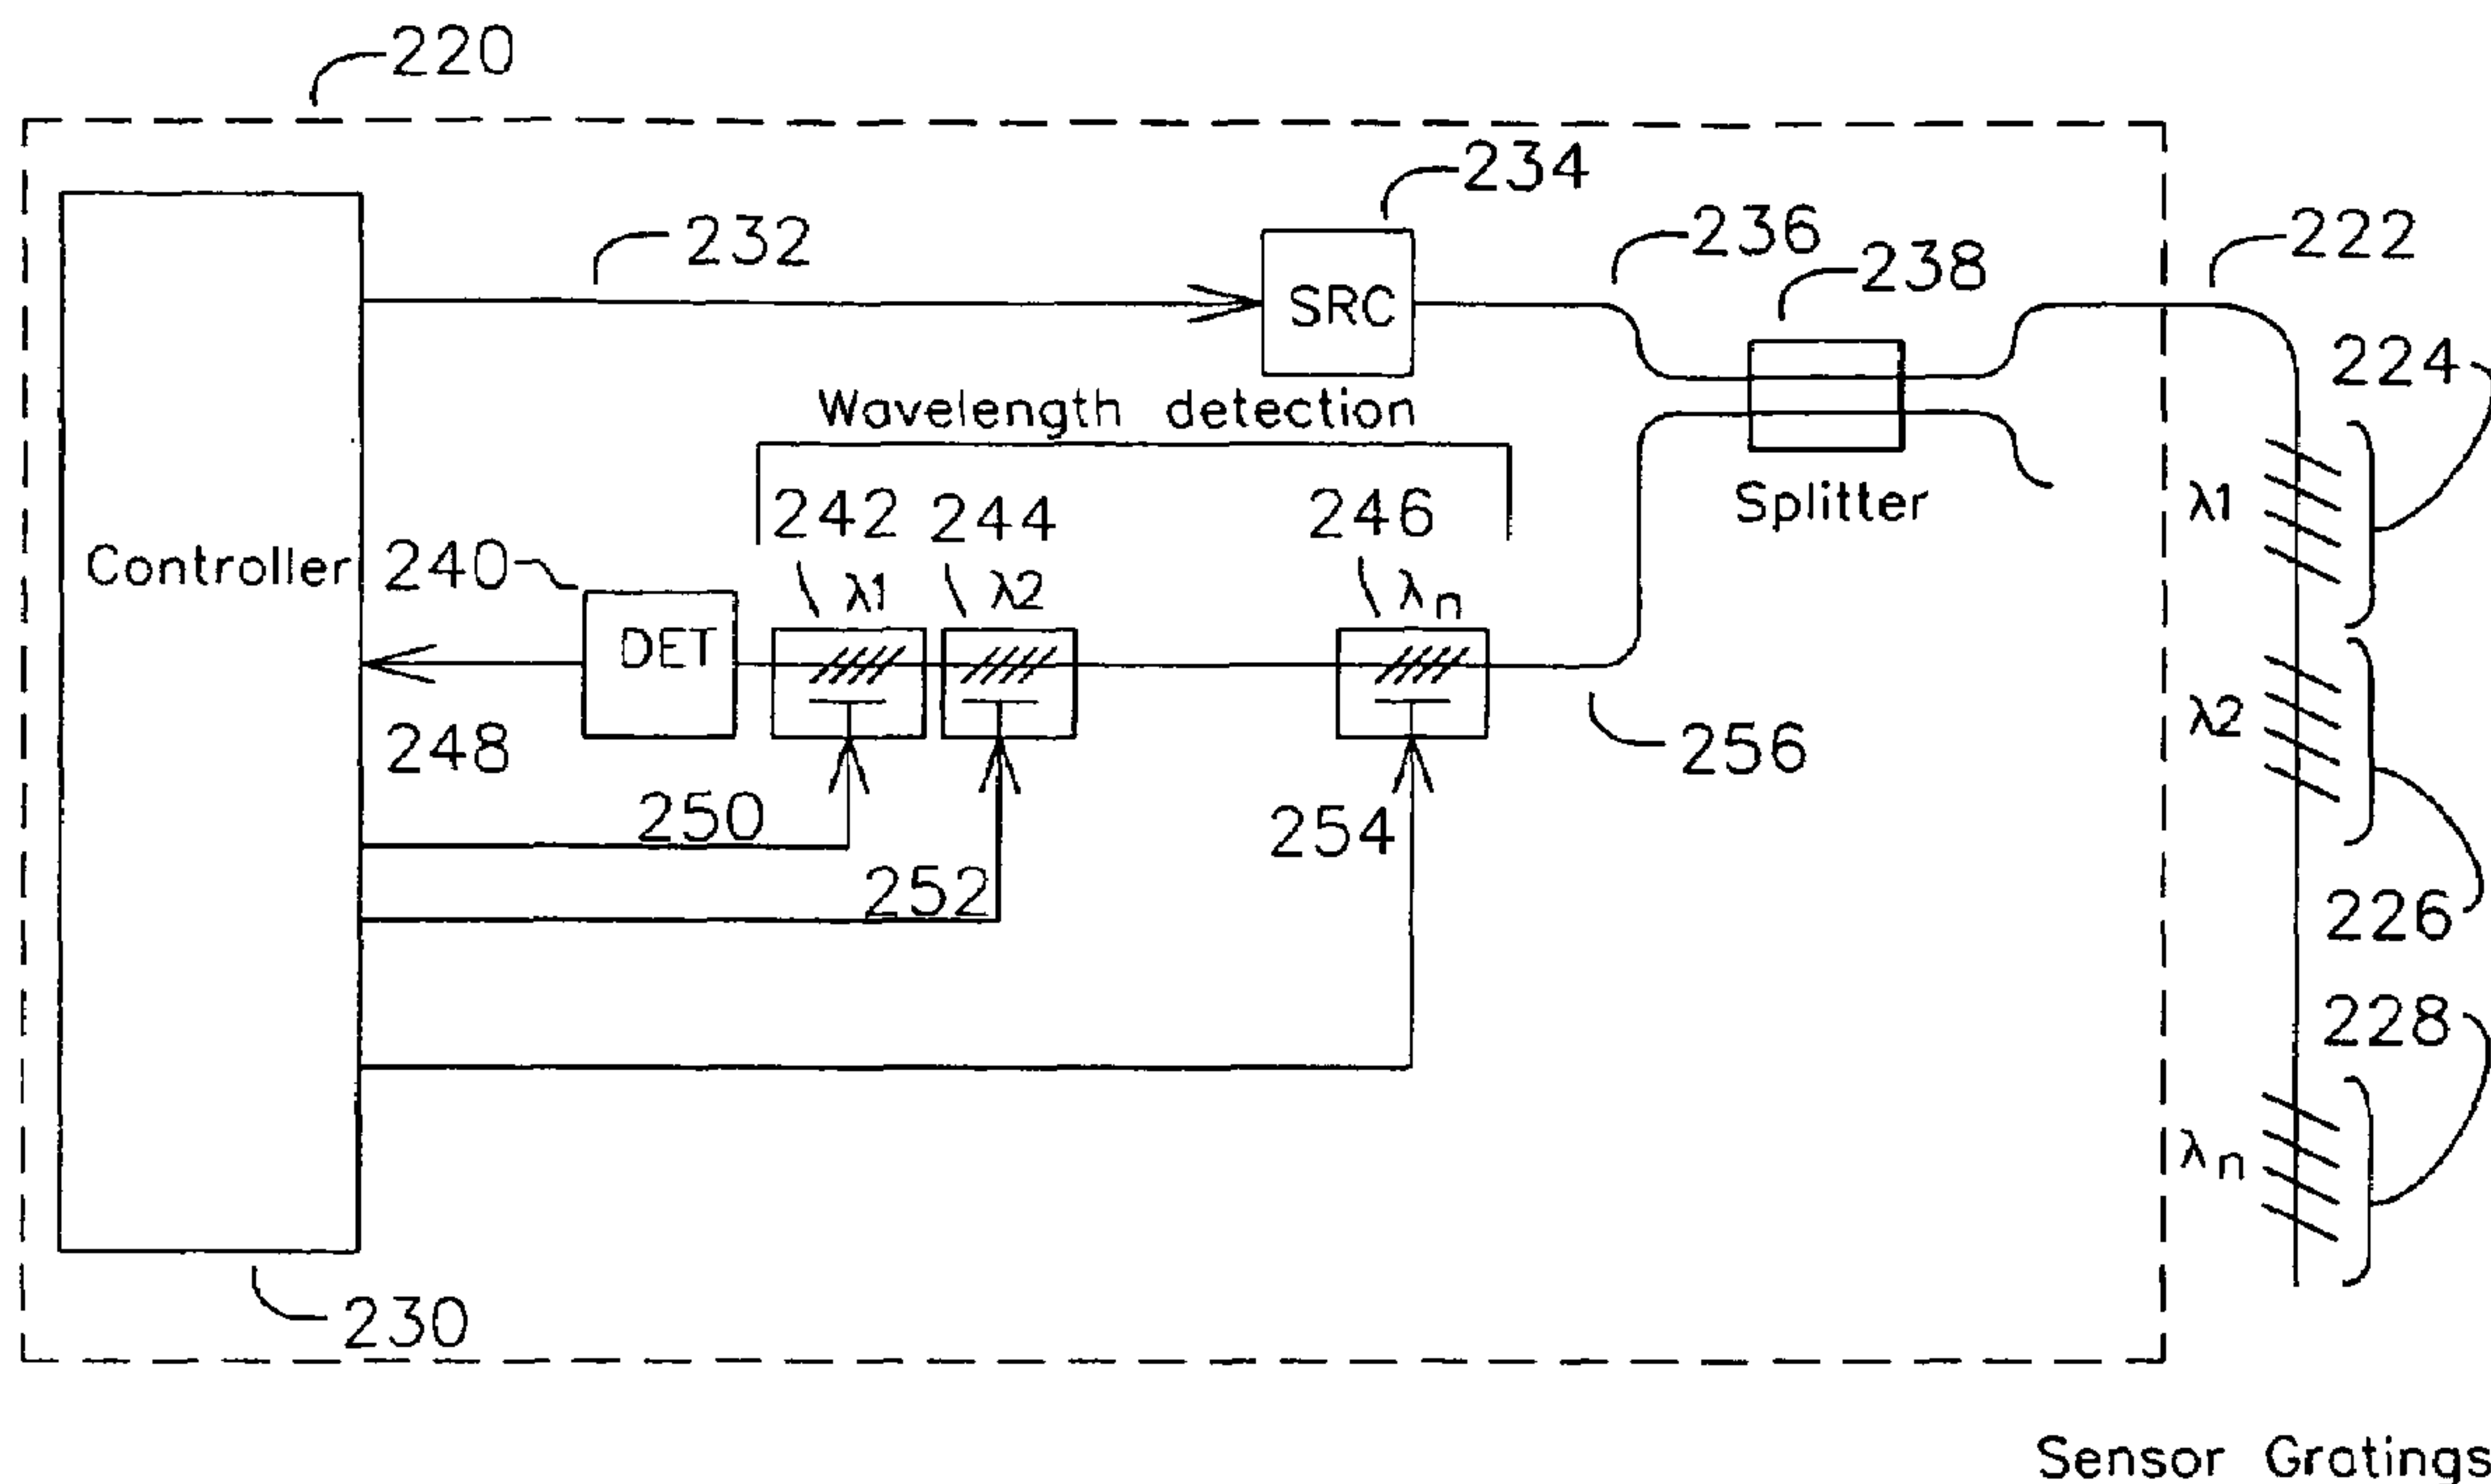 220
234
232
236
238
222
SRC
224
Wavelength detection
242
244
246
Splitter
λ1
Controller
240
λ1
λ2
λn
DET
λ2
248
256
250
254
252
226
228
λn
230
Sensor Gratings